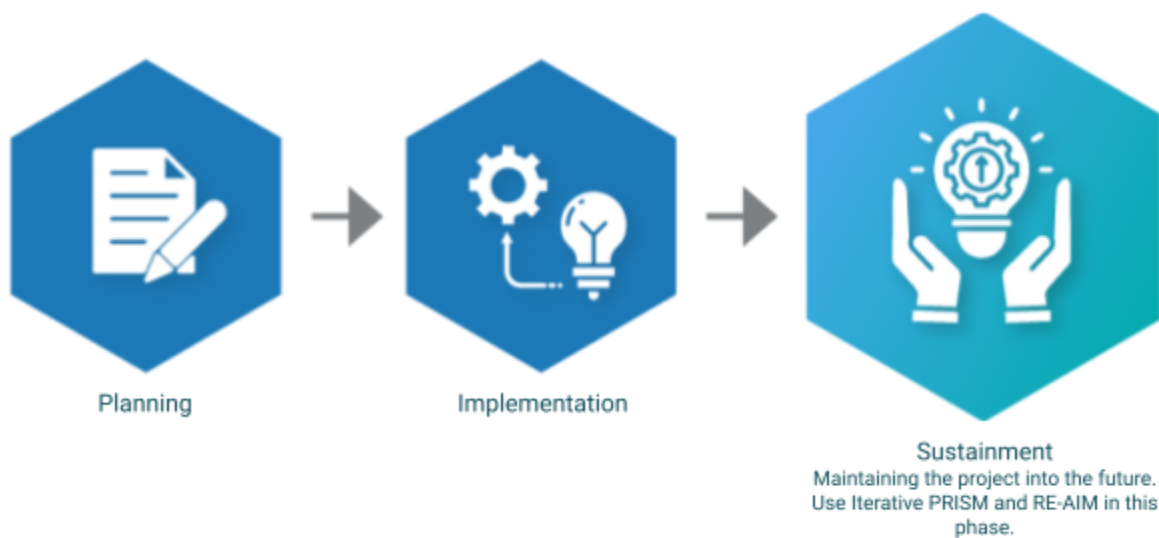 Planning
Implementation
Sustainment
Maintaining the project into the future.
Use Iterative PRISM and RE-AIM in this
phase.